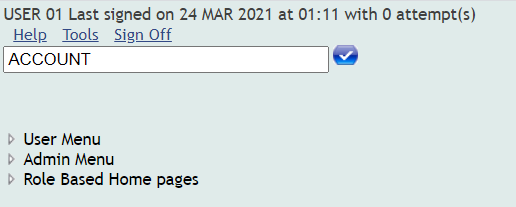 USER 01 Last signed on 24 MAR 2021 at 01:11 with 0 attempt(s)
Help Tools Sign Off
ACCOUNT
User Menu
Admin Menu
Role Based Home pages